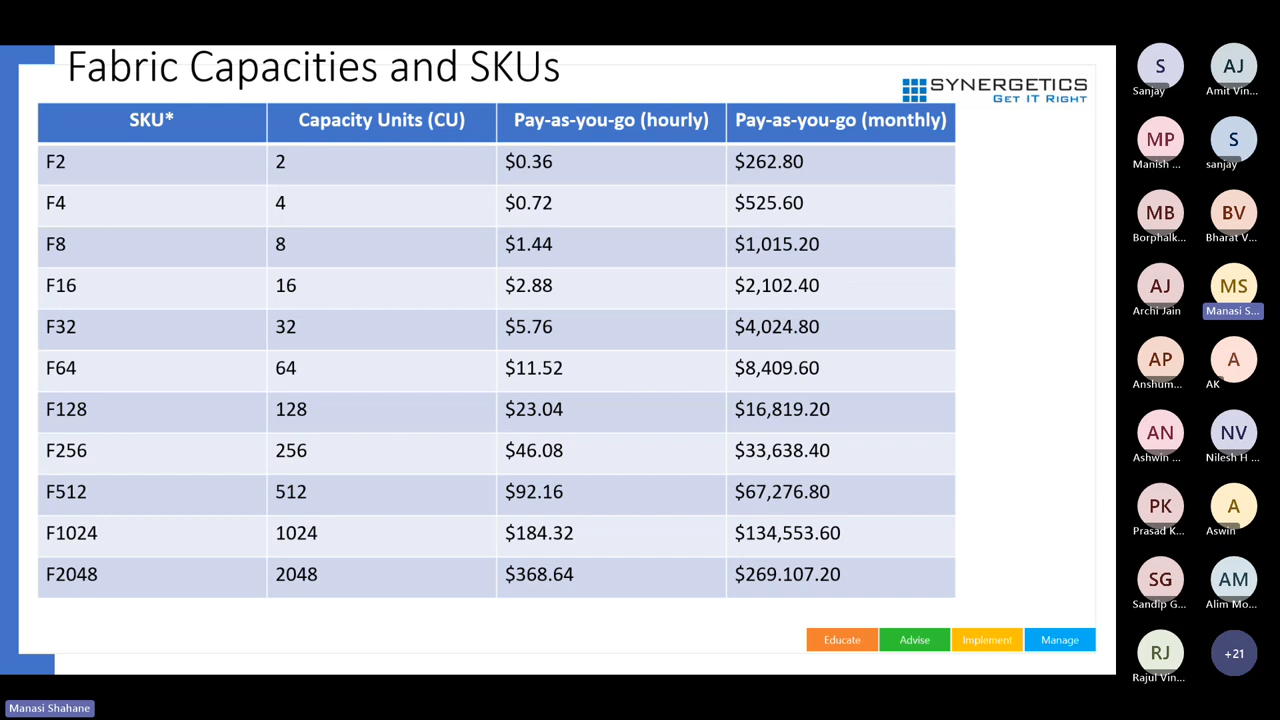 Fabric Capacities and SKUs
SYNERGETICS
GET IT RIGHT
SKU* Capacity Units (CU) Pay-as-you-go (hourly) Pay-as-you-go (monthly)
F2 2 $0.36 $262.80
F4 4 $0.72 $525.60
F8 8 $1.44 $1,015.20
F16 16 $2.88 $2,102.40
F32 32 $5.76 $4,024.80
F64 64 $11.52 $8,409.60
F128 128 $23.04 $16,819.20
F256 256 $46.08 $33,638.40
F512 512 $92.16 $67,276.80
F1024 1024 $184.32 $134,553.60
F2048 2048 $368.64 $269.107.20
Educate Advise Implement Manage
S AJ
Sanjay Amit Vin...
MP S
Manish ... sanjay
MB BV
Borphalk... Bharat V...
AJ MS
Archi Jain Manasi S...
AP A
Anshum... AK
AN NV
Ashwin ... Nilesh H ...
PK A
Prasad K... Aswin
SG AM
Sandip G... Alim Mo...
RJ +21
Rajul Vin...
Manasi Shahane